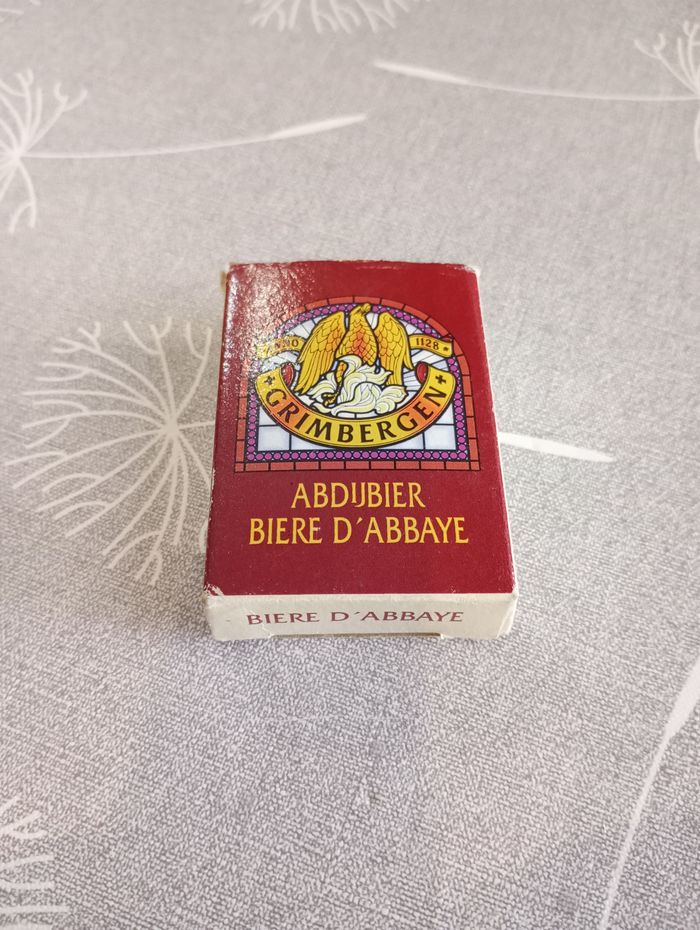 ANNO 1128
+ GRIMBERGEN +
ABDIJBIER
BIERE D´ABBAYE
BIERE D´ABBAYE